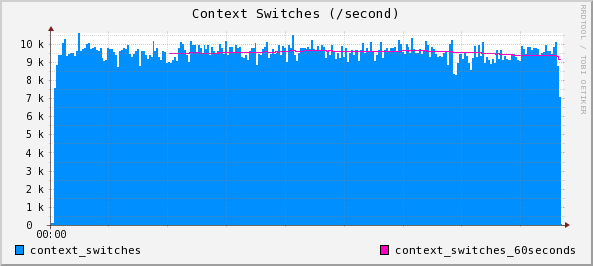 Context Switches (/second)
RRDTOOL / TOBI OETIKER
10 k
9 k
8 k
7 k
6 k
5 k
4 k
3 k
2 k
1 k
0
00:00
context_switches
context_switches_60seconds